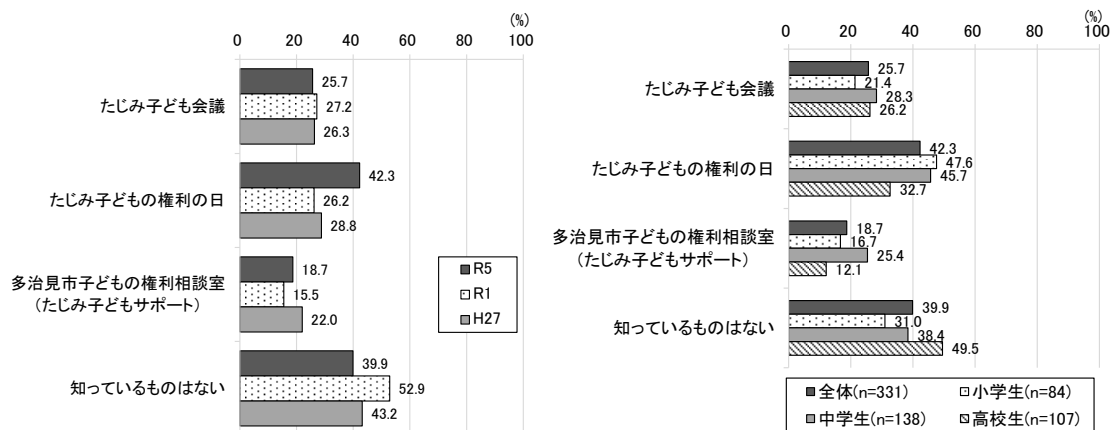 (%)
0 20 40 60 80 100
たじみ子ども会議
25.7
27.2
26.3
たじみ子どもの権利の日
42.3
26.2
28.8
多治見市子どもの権利相談室
(たじみ子どもサポート)
18.7
15.5
22.0
知っているものはない
39.9
52.9
43.2
R5
R1
H27
(%)
0 20 40 60 80 100
たじみ子ども会議
25.7
21.4
28.3
26.2
たじみ子どもの権利の日
42.3
47.6
45.7
32.7
多治見市子どもの権利相談室
(たじみ子どもサポート)
18.7
16.7
25.4
12.1
知っているものはない
39.9
31.0
38.4
49.5
全体(n=331) 小学生(n=84)
中学生(n=138) 高校生(n=107)